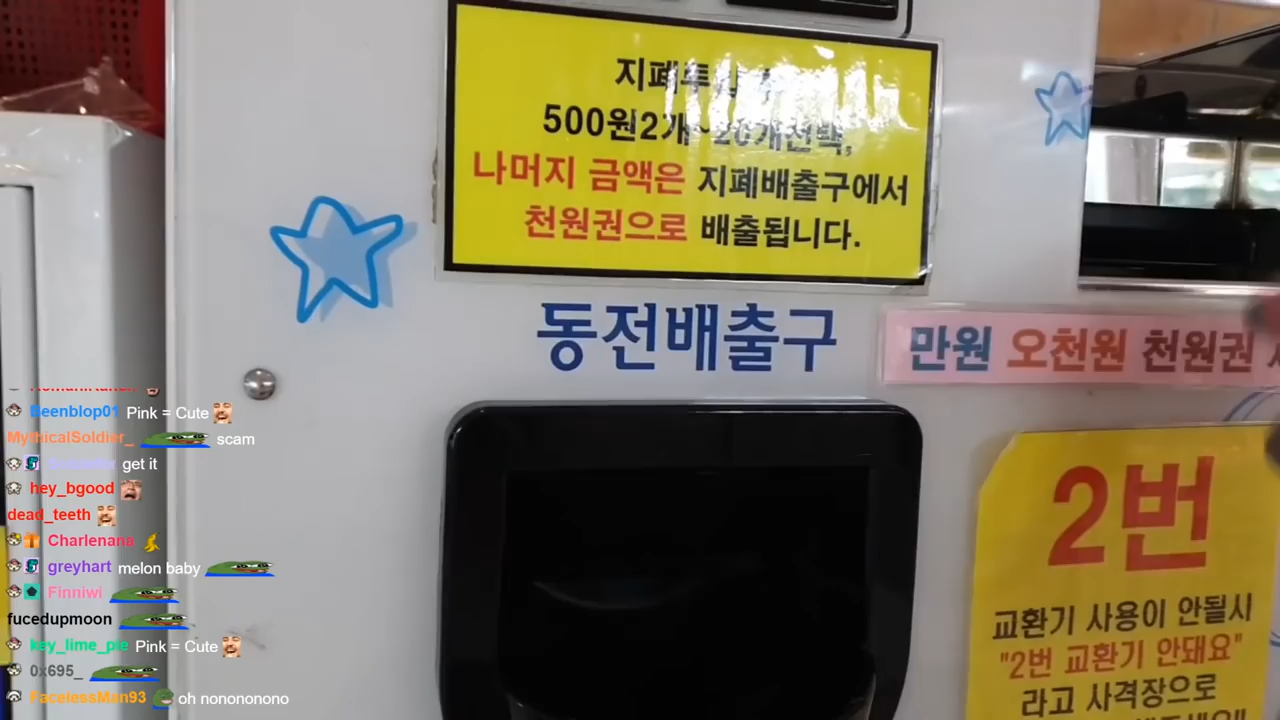 지폐투입
500원2개~20개선택,
나머지 금액은 지폐배출구에서
천원권으로 배출됩니다.
동전배출구
만원 오천원 천원권
2번
교환기 사용이 안될시
"2번 교환기 안돼요"
라고 사격장으로
Beenblop01 Pink = Cute
MythicalSoldier_ scam
get it
hey_bgood
dead_teeth
Charlenana
greyhart melon baby
Finniwi
fucedupmoon
key_lime_pie Pink = Cute
0x695_
FacelessMan93 oh nonononono